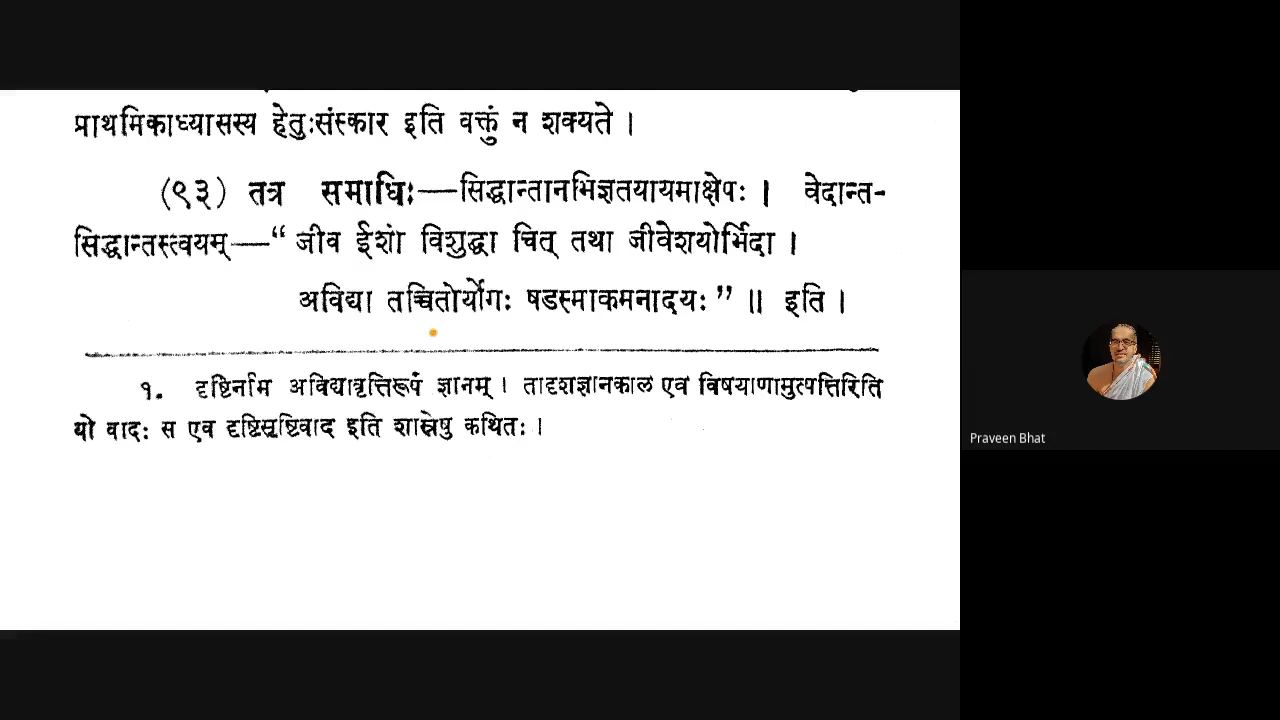 प्राथमिकाध्यासस्य हेतुःसंस्कार इति वक्तुं न शक्यते ।
(९३) तत्र समाधिः—सिद्धान्तानभिज्ञतयायमाक्षेपः । वेदान्त-
सिद्धान्तस्त्वयम्—“ जीव ईशो विशुद्धा चित् तथा जीवेशयोर्भिदा ।
अविद्या तच्चितोर्योगः षडस्माकमनादयः ” ॥ इति ।
१. दृष्टिर्नाम अविद्यावृत्तिरूपं ज्ञानम् । तादृशज्ञानकाल एव विषयाणामुत्पत्तिरिति
यो वादः स एव दृष्टिसृष्टिवाद इति शास्त्रेषु कथितः ।
Praveen Bhat